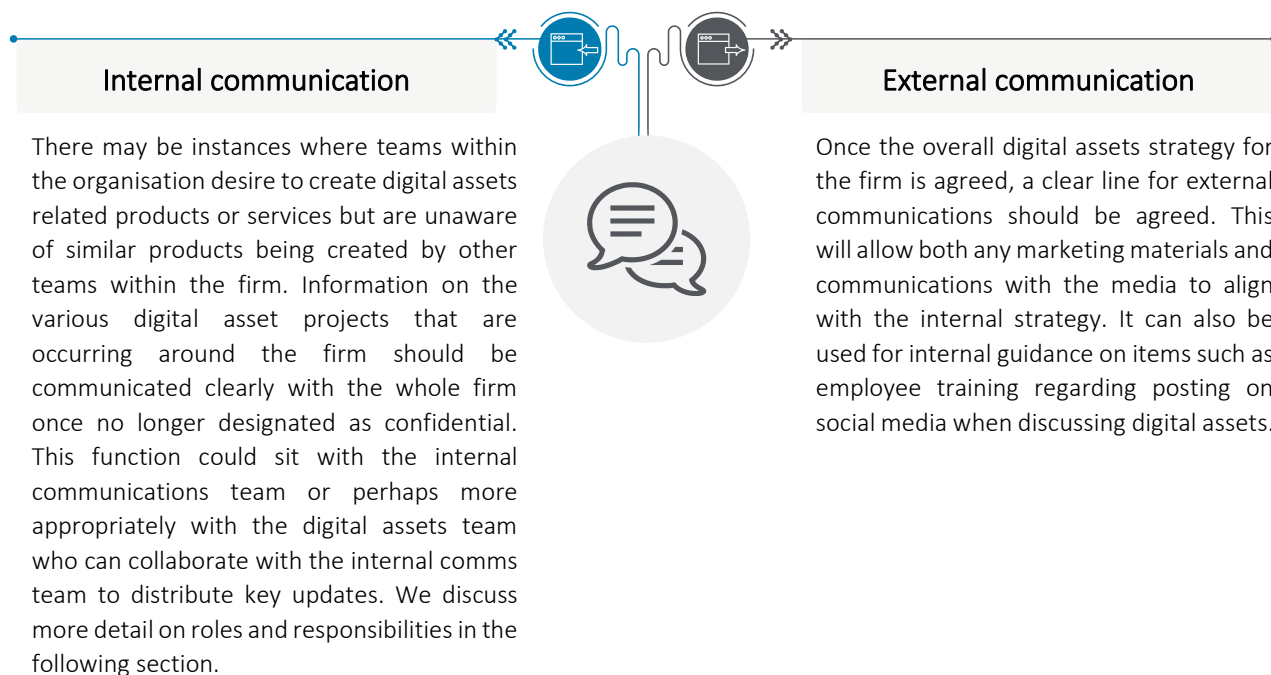 Internal communication
There may be instances where teams within
the organisation desire to create digital assets
related products or services but are unaware
of similar products being created by other
teams within the firm. Information on the
various digital asset projects that are
occurring around the firm should be
communicated clearly with the whole firm
once no longer designated as confidential.
This function could sit with the internal
communications team or perhaps more
appropriately with the digital assets team
who can collaborate with the internal comms
team to distribute key updates. We discuss
more detail on roles and responsibilities in the
following section.
External communication
Once the overall digital assets strategy for
the firm is agreed, a clear line for external
communications should be agreed. This
will allow both any marketing materials and
communications with the media to align
with the internal strategy. It can also be
used for internal guidance on items such as
employee training regarding posting on
social media when discussing digital assets.